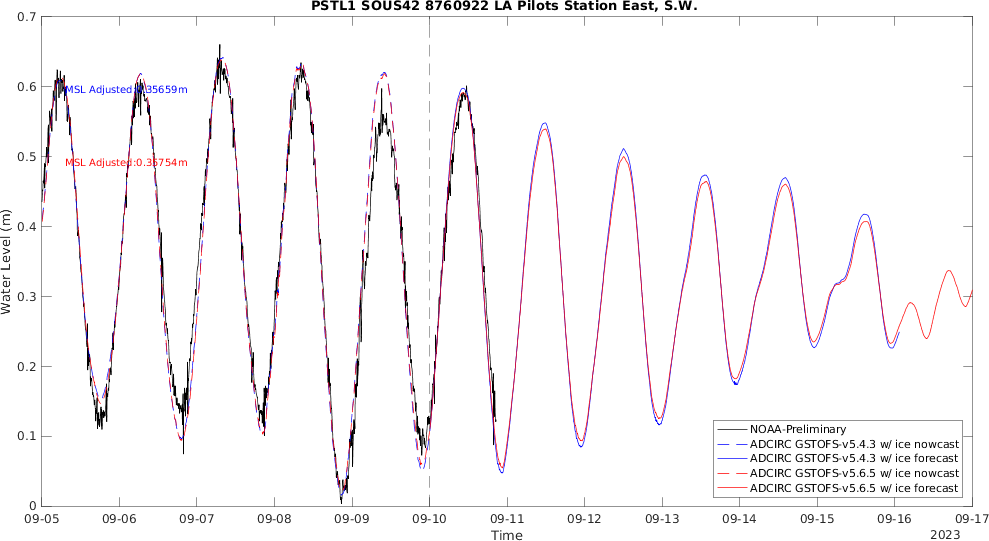 PSTL1 SOUS42 8760922 LA Pilots Station East, S.W.
0.7
0.6
0.5
0.4
0.3
0.2
0.1
0
Water Level (m)
MSL Adjusted:0.35659m
MSL Adjusted:0.35754m
NOAA-Preliminary
ADCIRC GSTOFS-v5.4.3 w/ ice nowcast
ADCIRC GSTOFS-v5.4.3 w/ ice forecast
ADCIRC GSTOFS-v5.6.5 w/ ice nowcast
ADCIRC GSTOFS-v5.6.5 w/ ice forecast
09-05 09-06 09-07 09-08 09-09 09-10 09-11 09-12 09-13 09-14 09-15 09-16 09-17
Time
2023